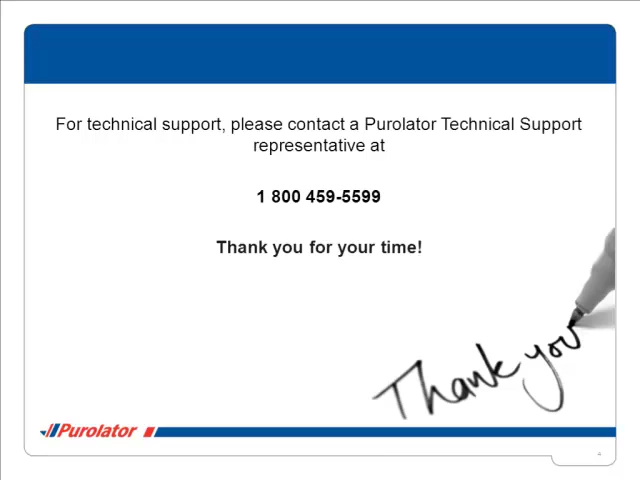 For technical support, please contact a Purolator Technical Support
representative at
1 800 459-5599
Thank you for your time!
Thank you
Purolator